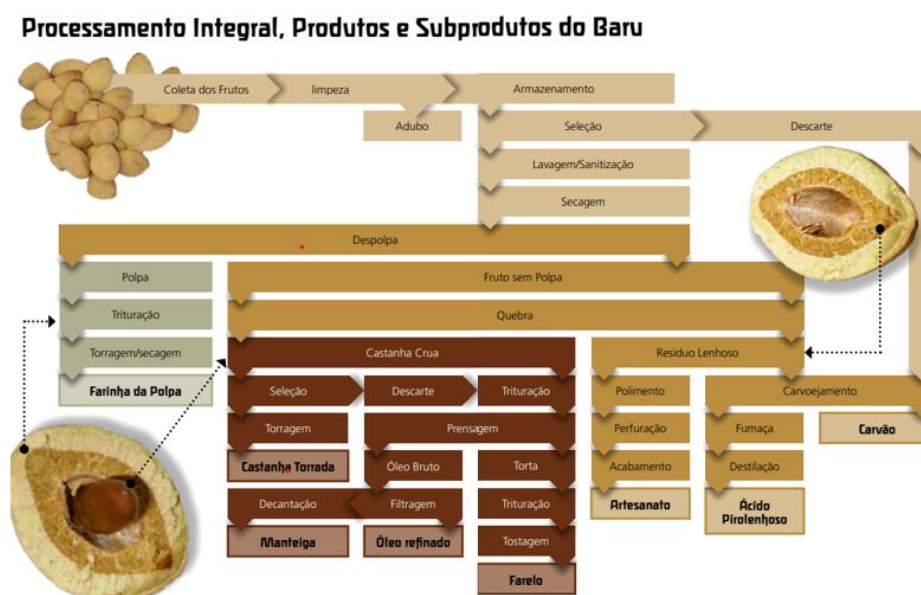 Processamento Integral, Produtos e Subprodutos do Baru
Coleta dos Frutos
limpeza
Armazenamento
Adubo
Seleção
Descarte
Lavagem/Sanitização
Secagem
Despolpa
Polpa
Fruto sem Polpa
Trituração
Quebra
Torragem/secagem
Castanha Crua
Resíduo Lenhoso
Farinha da Polpa
Seleção
Descarte
Trituração
Polimento
Carvoejamento
Torragem
Prensagem
Perfuração
Fumaça
Carvão
Castanha Torrada
Óleo Bruto
Torta
Acabamento
Destilação
Decantação
Filtragem
Trituração
Artesanato
Ácido
Pirolenhoso
Manteiga
Óleo refinado
Tostagem
Farelo